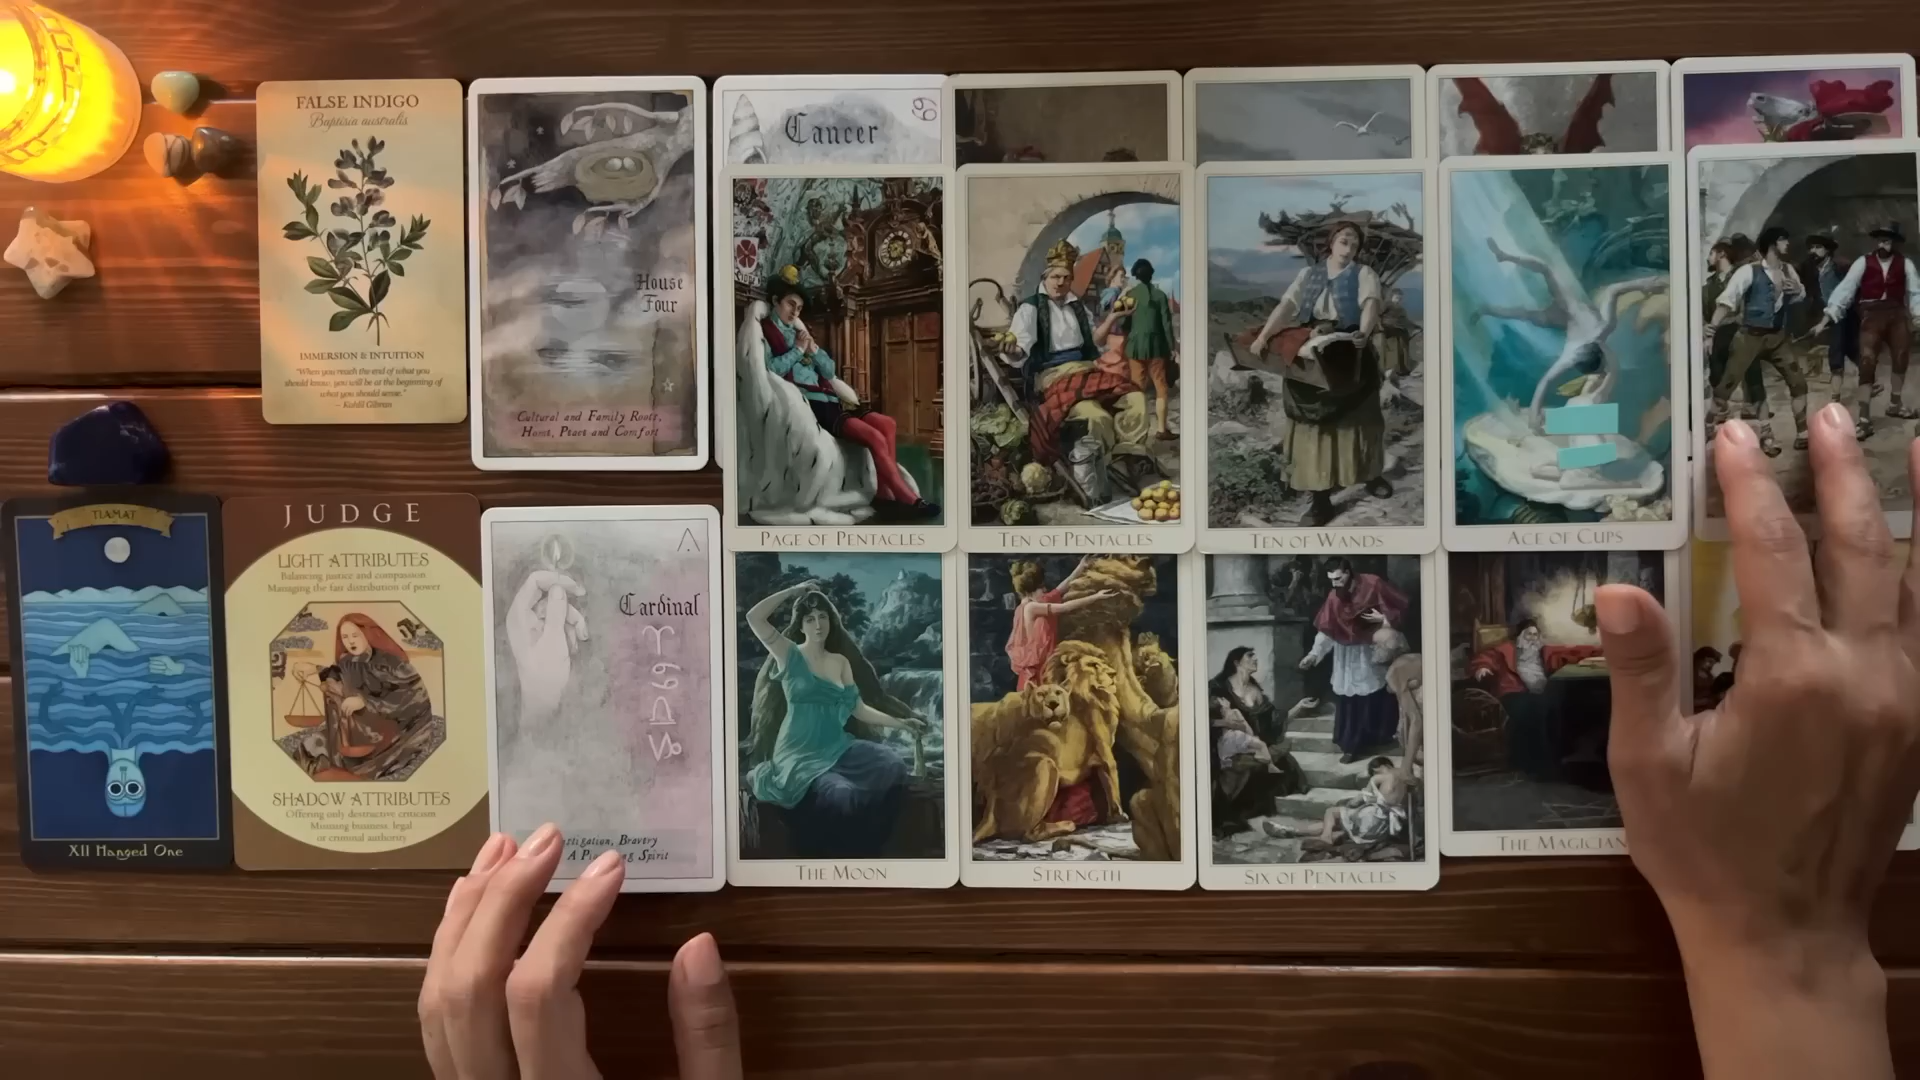 FALSE INDIGO
Baptisia australis
IMMERSION & INTUITION
"When you reach the end of what you
should know, you will be at the beginning of
what you should sense."
— Kahlil Gibran
House
Four
Cultural and Family Roots,
Home, Peace and Comfort
Cancer
PAGE OF PENTACLES
TEN OF PENTACLES
TEN OF WANDS
ACE OF CUPS
TIAMAT
XII Hanged One
JUDGE
LIGHT ATTRIBUTES
Balancing justice and compassion
Managing the fair distribution of power
SHADOW ATTRIBUTES
Offering only destructive criticism
Misusing business, legal
or criminal authority
Cardinal
Bravery
A Spirit
THE MOON
STRENGTH
SIX OF PENTACLES
THE MAGICIAN